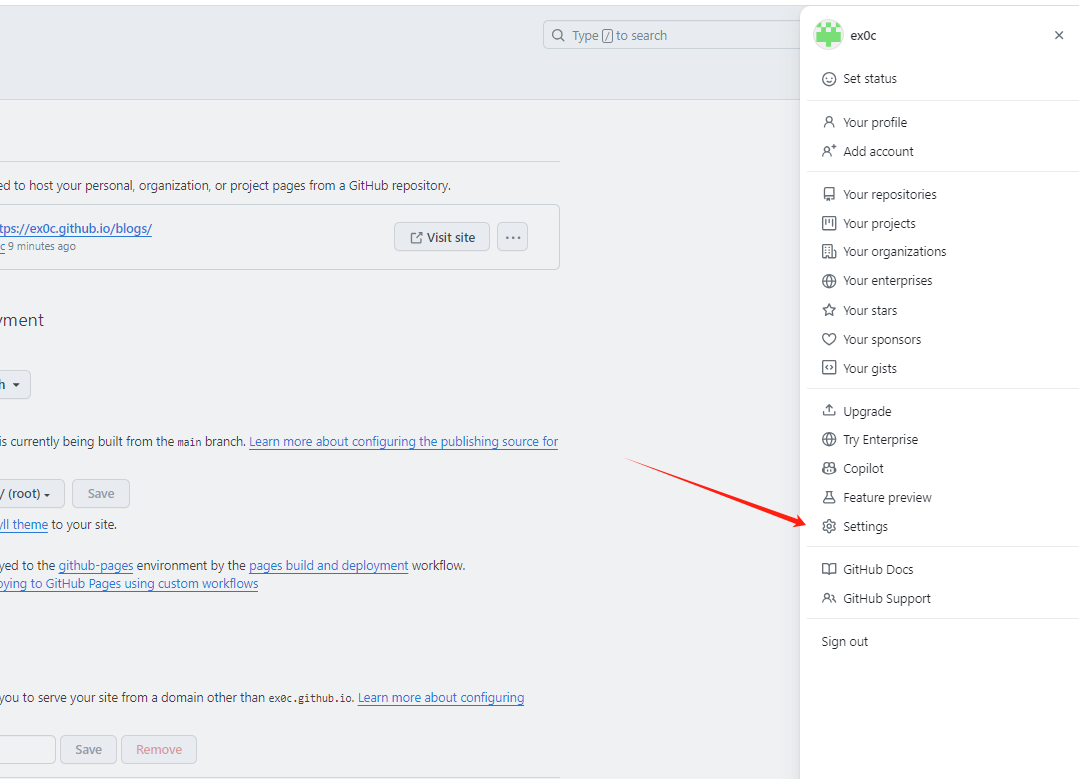 Type / to search
ed to host your personal, organization, or project pages from a GitHub repository.
tps://ex0c.github.io/blogs/
c 9 minutes ago
Visit site
yment
h
is currently being built from the main branch. Learn more about configuring the publishing source for
/ (root)
Save
yll theme to your site.
yed to the github-pages environment by the pages build and deployment workflow.
oying to GitHub Pages using custom workflows
you to serve your site from a domain other than ex0c.github.io. Learn more about configuring
Save
Remove
ex0c
Set status
Your profile
Add account
Your repositories
Your projects
Your organizations
Your enterprises
Your stars
Your sponsors
Your gists
Upgrade
Try Enterprise
Copilot
Feature preview
Settings
GitHub Docs
GitHub Support
Sign out